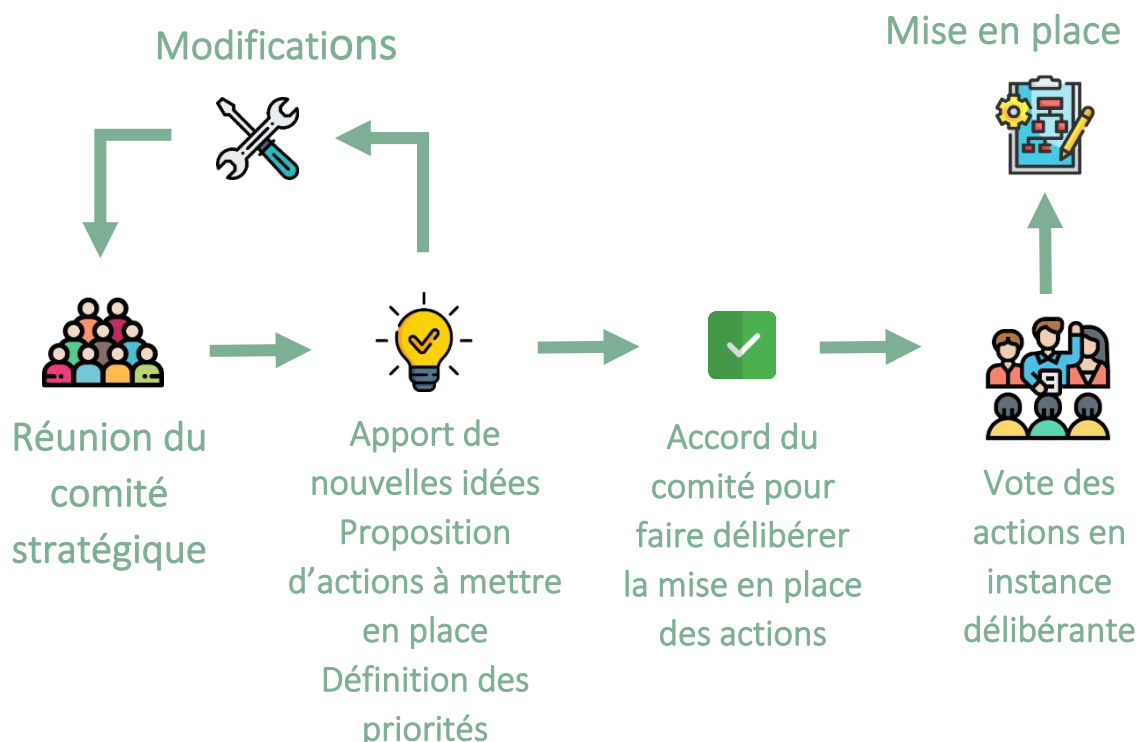 Modifications
Mise en place
Réunion du
comité
stratégique
Apport de
nouvelles idées
Proposition
d’actions à mettre
en place
Définition des
priorités
Accord du
comité pour
faire délibérer
la mise en place
des actions
Vote des
actions en
instance
délibérante